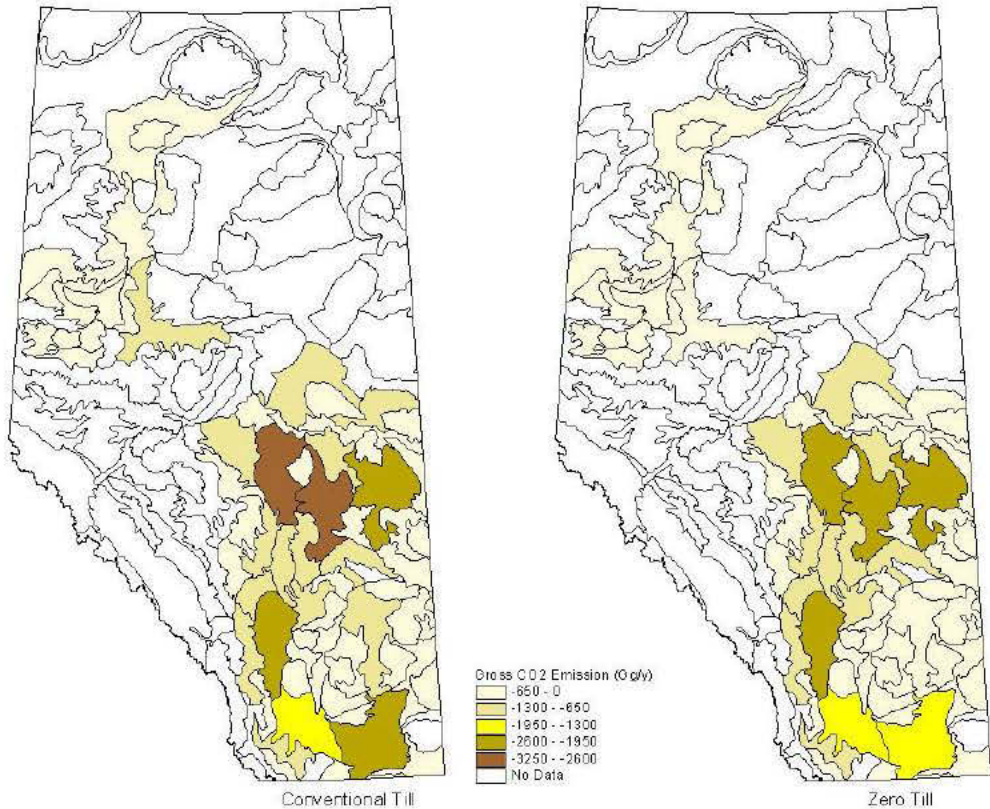 Gross CO2 Emission (Gg/y)
-650 - 0
-1300 - -650
-1950 - -1300
-2600 - -1950
-3250 - -2600
No Data
Conventional Till
Zero Till